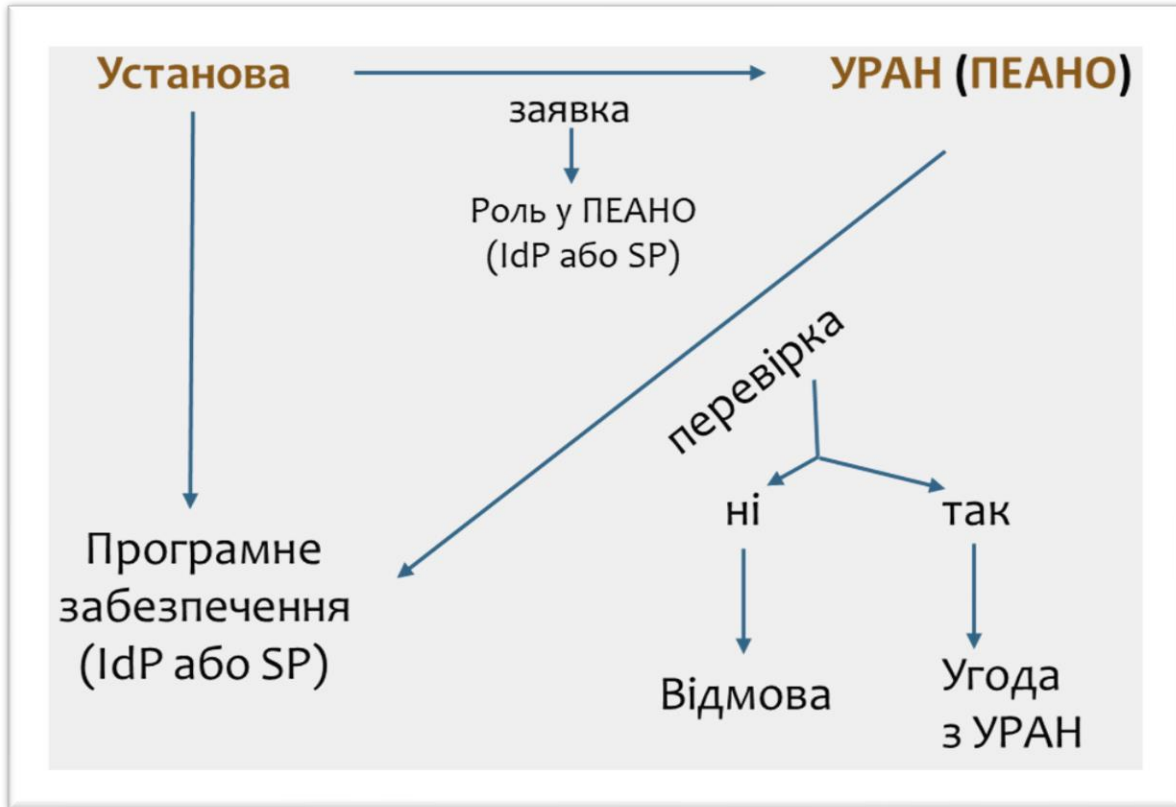 Установа
УРАН (ПЕАНО)
заявка
Роль у ПЕАНО
(IdP або SP)
перевірка
ні
так
Програмне
забезпечення
(IdP або SP)
Відмова
Угода
з УРАН